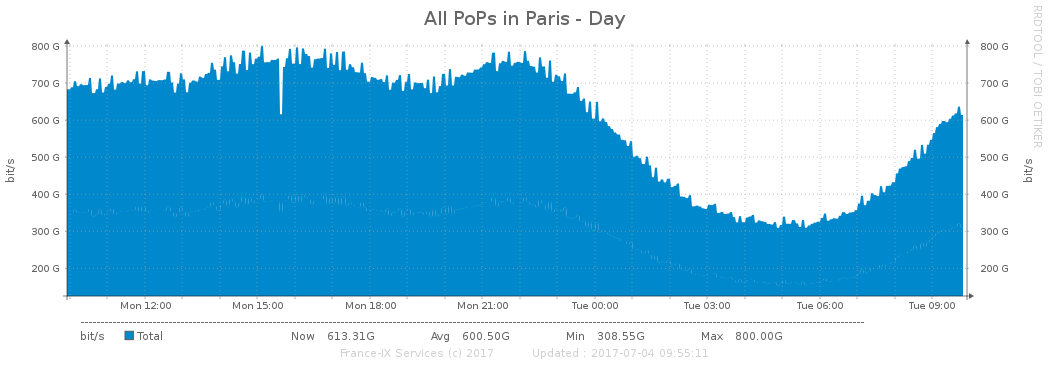 All PoPs in Paris - Day
RRDTOOL / TOBI OETIKER
800 G 800 G
700 G 700 G
600 G 600 G
500 G 500 G
bit/s bit/s
400 G 400 G
300 G 300 G
200 G 200 G
Mon 12:00 Mon 15:00 Mon 18:00 Mon 21:00 Tue 00:00 Tue 03:00 Tue 06:00 Tue 09:00
bit/s Total Now 613.31G Avg 600.50G Min 308.55G Max 800.00G
France-IX Services (c) 2017 Updated : 2017-07-04 09:55:11